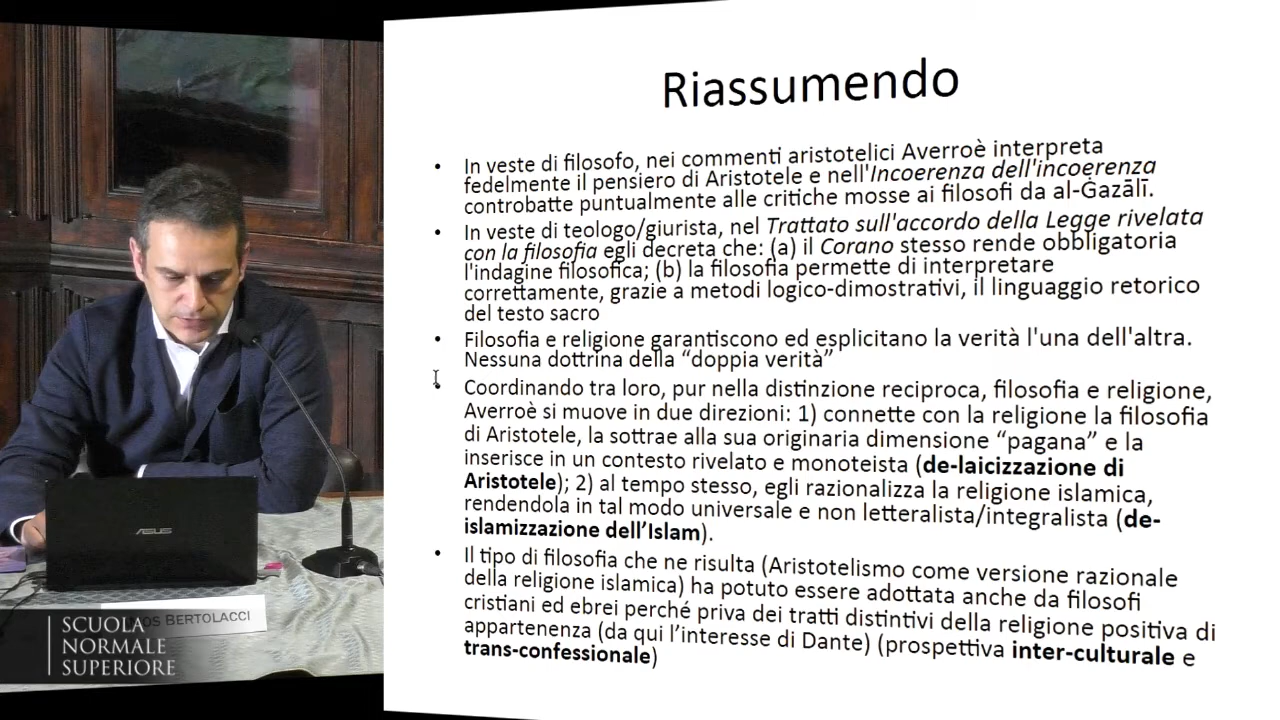 Riassumendo
• In veste di filosofo, nei commenti aristotelici Averroè interpreta
fedelmente il pensiero di Aristotele e nell'Incoerenza dell'incoerenza
controbatte puntualmente alle critiche mosse ai filosofi da al-Ġazālī.
• In veste di teologo/giurista, nel Trattato sull'accordo della Legge rivelata
con la filosofia egli decreta che: (a) il Corano stesso rende obbligatoria
l'indagine filosofica; (b) la filosofia permette di interpretare
correttamente, grazie a metodi logico-dimostrativi, il linguaggio retorico
del testo sacro
• Filosofia e religione garantiscono ed esplicitano la verità l'una dell'altra.
Nessuna dottrina della “doppia verità”
• Coordinando tra loro, pur nella distinzione reciproca, filosofia e religione,
Averroè si muove in due direzioni: 1) connette con la religione la filosofia
di Aristotele, la sottrae alla sua originaria dimensione “pagana” e la
inserisce in un contesto rivelato e monoteista (de-laicizzazione di
Aristotele); 2) al tempo stesso, egli razionalizza la religione islamica,
rendendola in tal modo universale e non letteralista/integralista (de-
islamizzazione dell’Islam).
• Il tipo di filosofia che ne risulta (Aristotelismo come versione razionale
della religione islamica) ha potuto essere adottata anche da filosofi
cristiani ed ebrei perché priva dei tratti distintivi della religione positiva di
appartenenza (da qui l’interesse di Dante) (prospettiva inter-culturale e
trans-confessionale)
ASUS
BERTOLACCI
SCUOLA
NORMALE
SUPERIORE